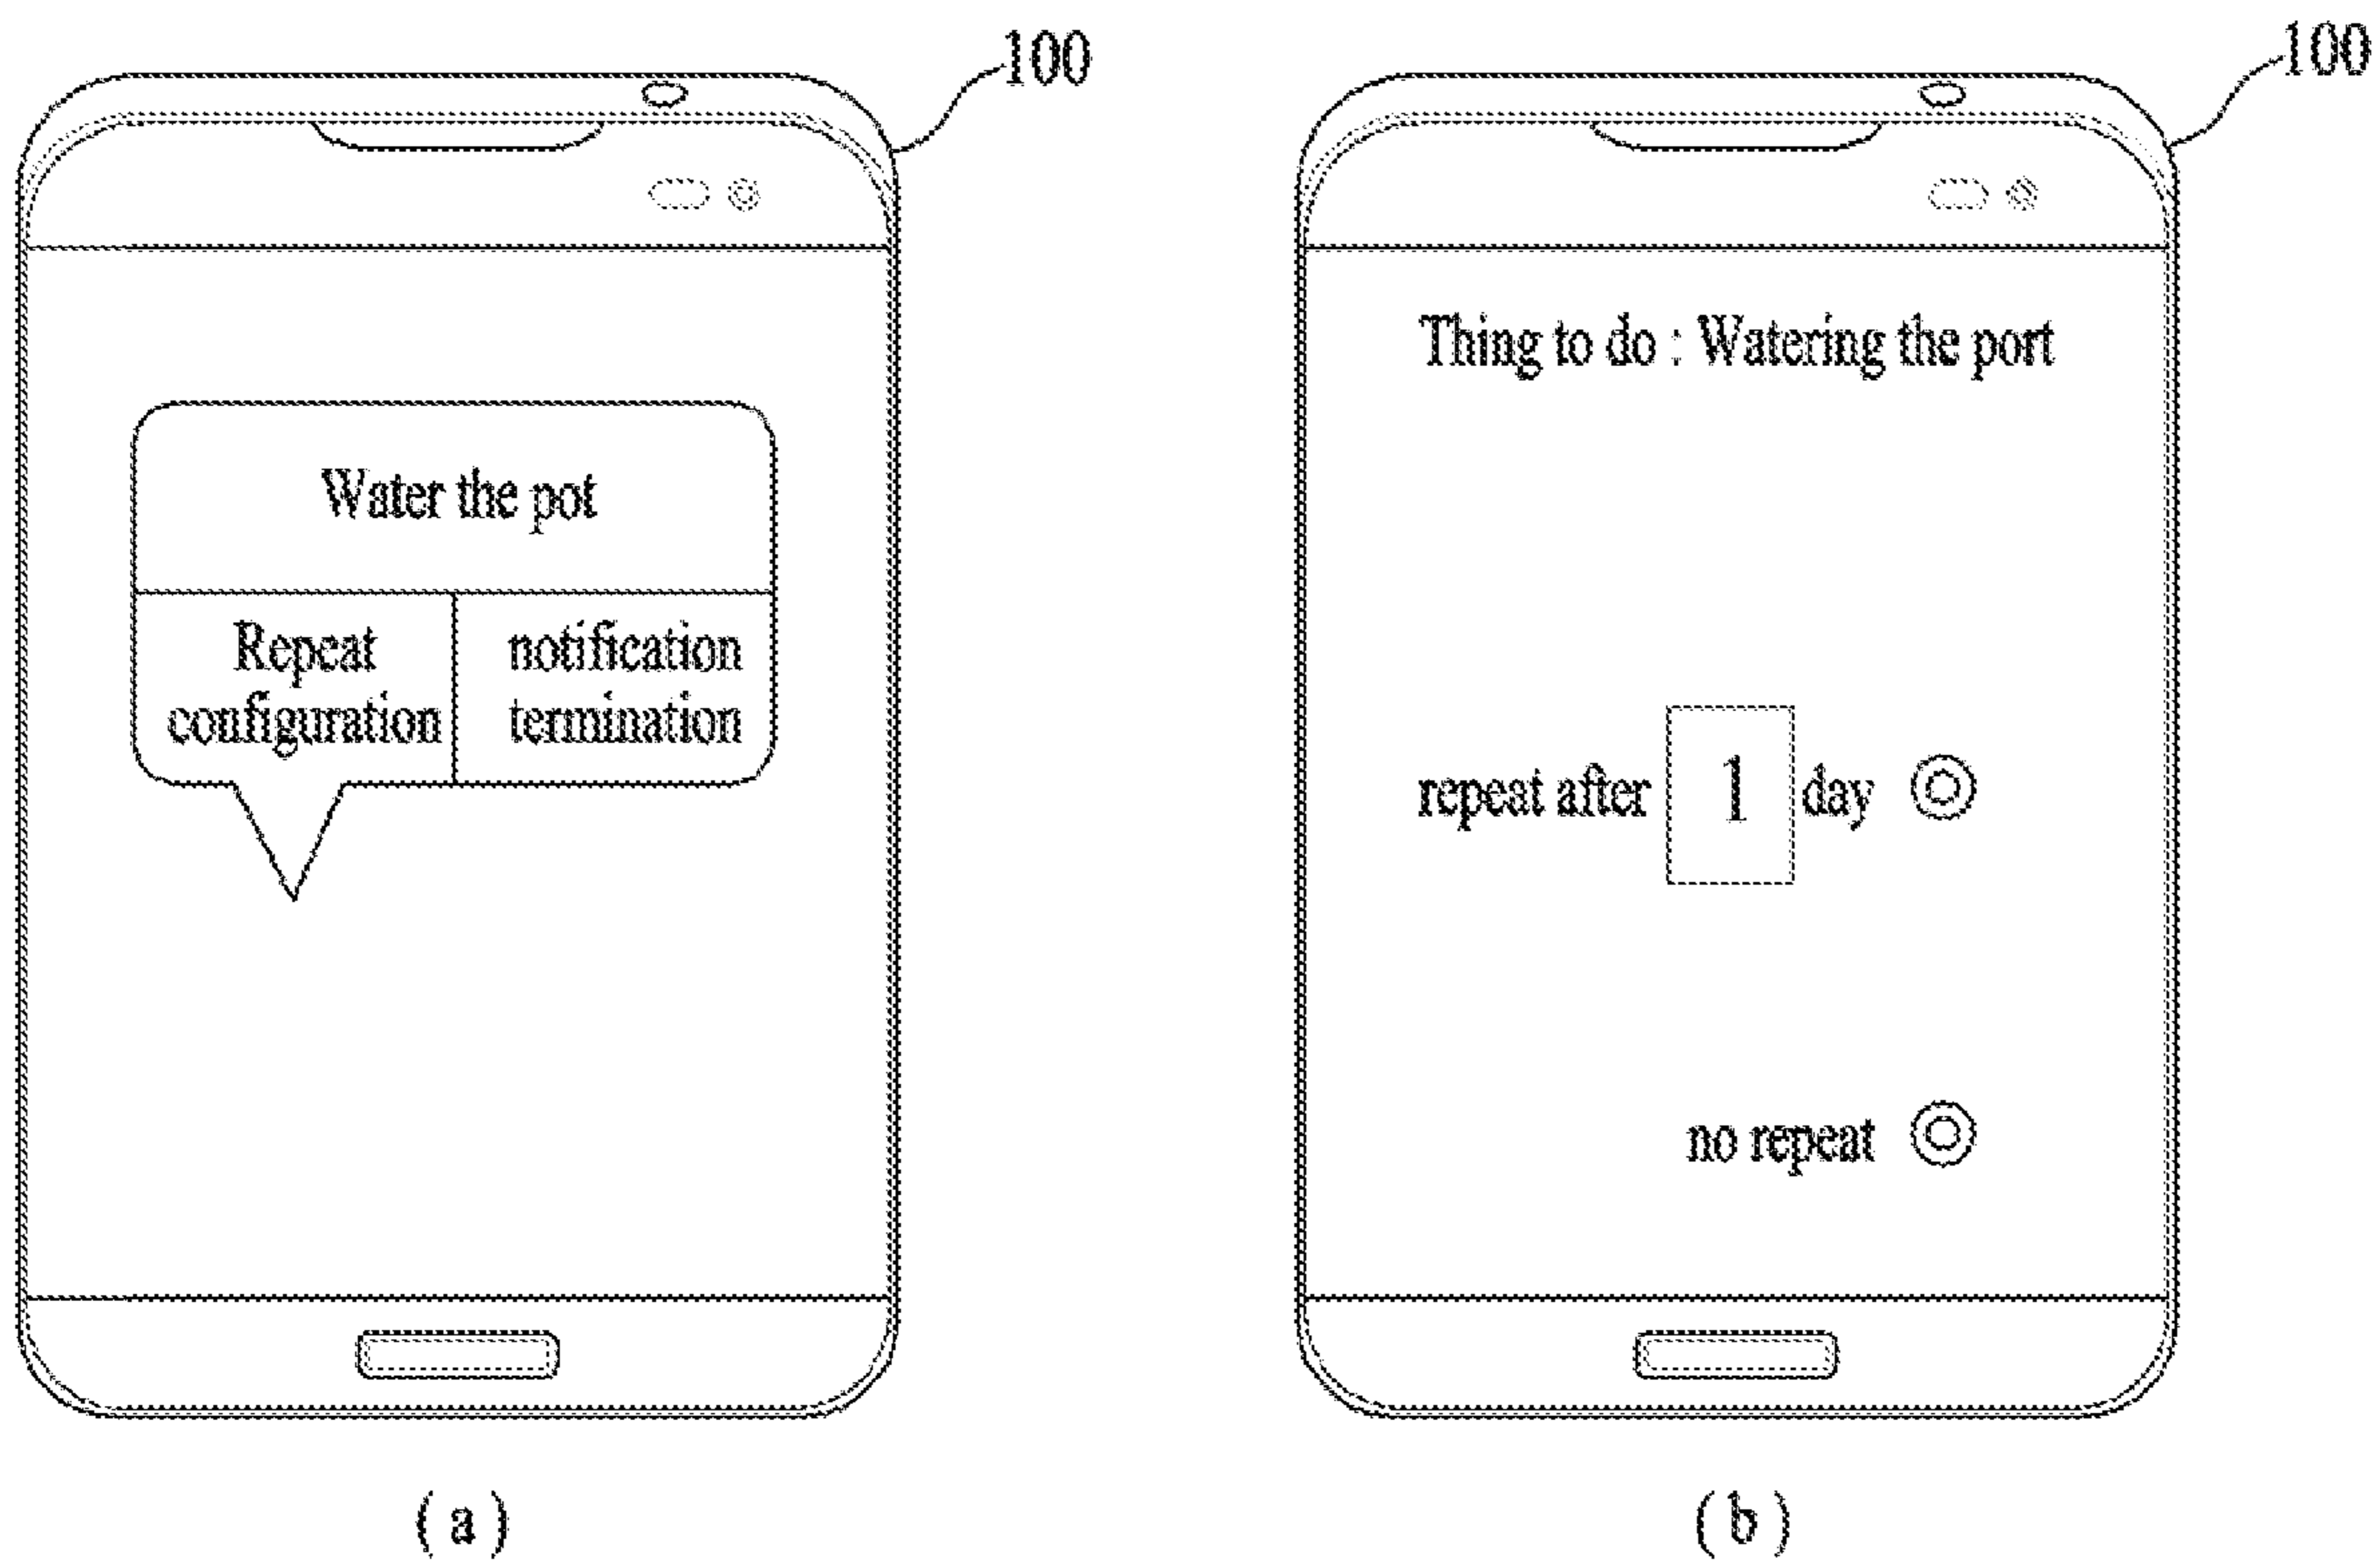 100
Water the pot
Repeat
configuration
notification
termination
(a)
100
Thing to do : Watering the port
repeat after 1 day
no repeat
(b)